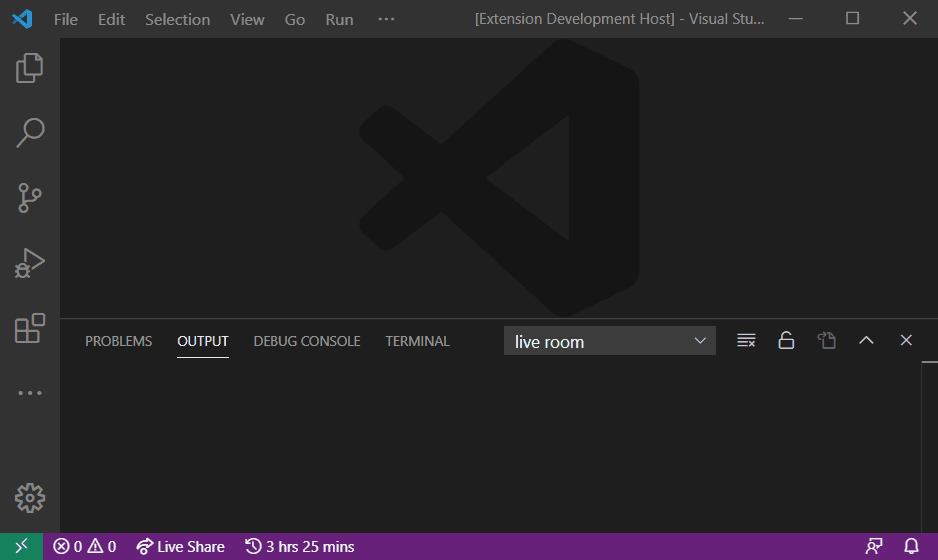 File Edit Selection View Go Run ··· [Extension Development Host] - Visual Stu...
PROBLEMS OUTPUT DEBUG CONSOLE TERMINAL live room
0 0 Live Share 3 hrs 25 mins